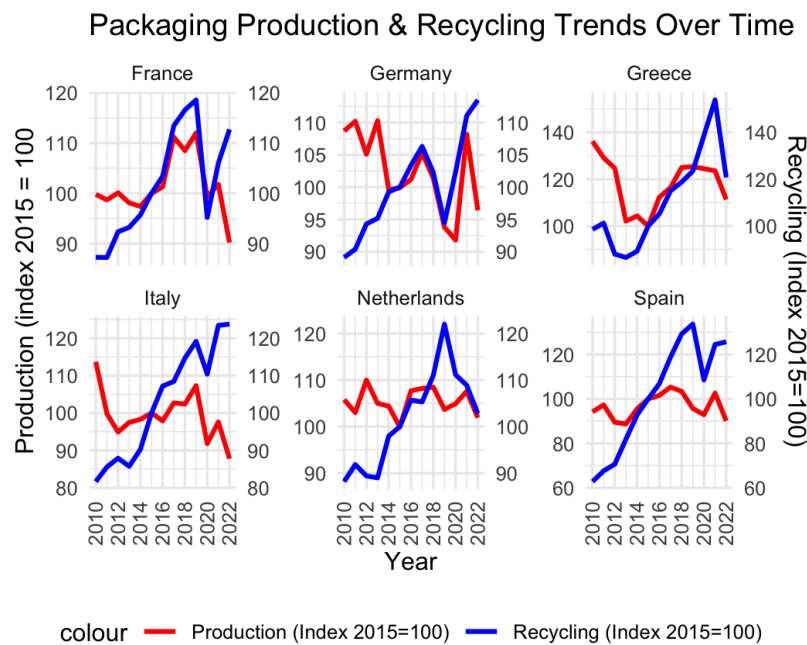 Packaging Production & Recycling Trends Over Time
France Germany Greece
120 120
110 110
100 100
90 90
110 110
105 105
100 100
95 95
90 90
140 140
120 120
100 100
Italy Netherlands Spain
120 120
110 110
100 100
90 90
80 80
120 120
110 110
100 100
90 90
120 120
100 100
80 80
60 60
2010 2012 2014 2016 2018 2020 2022
2010 2012 2014 2016 2018 2020 2022
2010 2012 2014 2016 2018 2020 2022
Production (index 2015 = 100
Recycling (Index 2015=100)
Year
colour Production (Index 2015=100) Recycling (Index 2015=100)